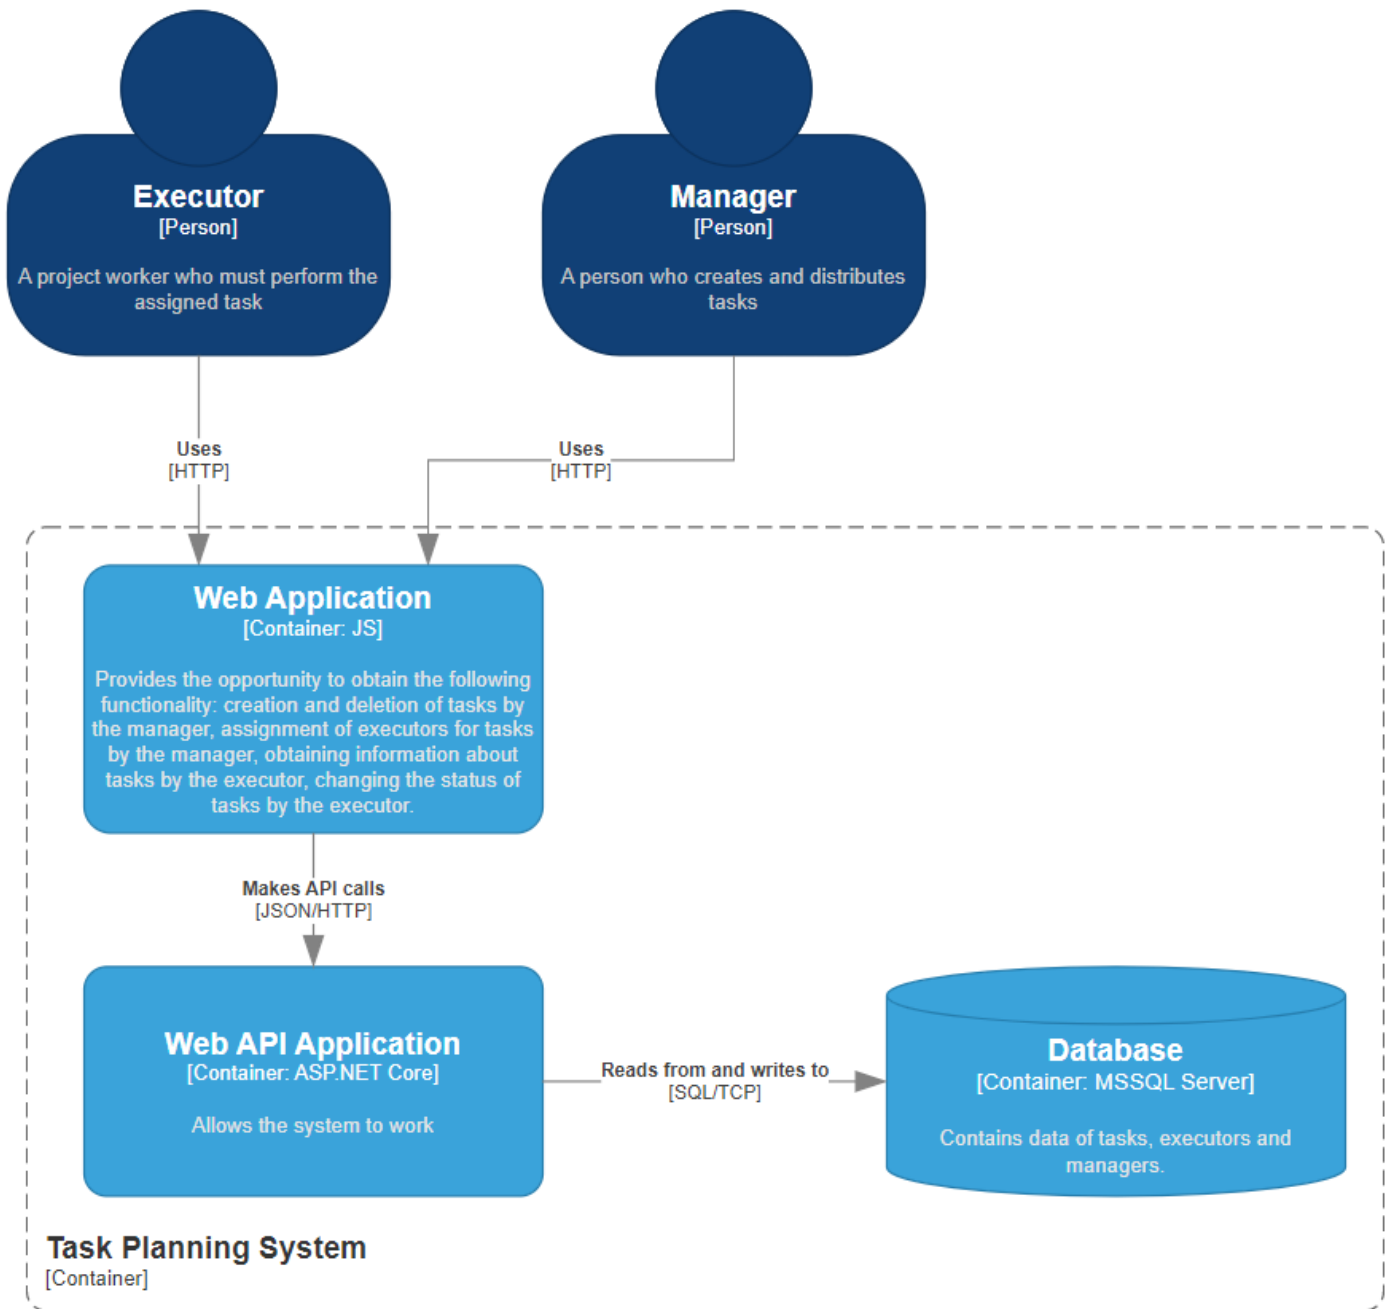 Executor
[Person]
A project worker who must perform the
assigned task
Manager
[Person]
A person who creates and distributes
tasks
Uses
[HTTP]
Uses
[HTTP]
Web Application
[Container: JS]
Provides the opportunity to obtain the following
functionality: creation and deletion of tasks by
the manager, assignment of executors for tasks
by the manager, obtaining information about
tasks by the executor, changing the status of
tasks by the executor.
Makes API calls
[JSON/HTTP]
Web API Application
[Container: ASP.NET Core]
Allows the system to work
Reads from and writes to
[SQL/TCP]
Database
[Container: MSSQL Server]
Contains data of tasks, executors and
managers.
Task Planning System
[Container]